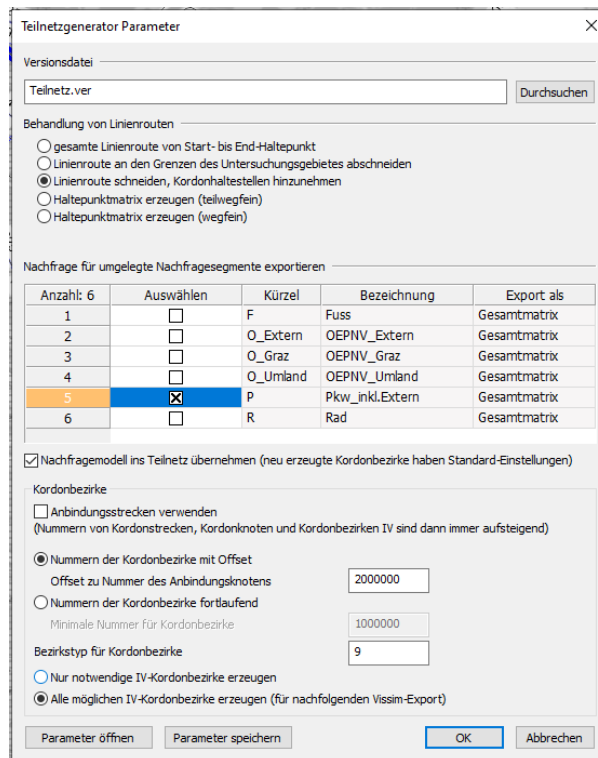 Teilnetzgenerator Parameter
Versionsdatei
Teilnetz.ver
Durchsuchen
Behandlung von Linienrouten
gesamte Linienroute von Start- bis End-Haltepunkt
Linienroute an den Grenzen des Untersuchungsgebietes abschneiden
Linienroute schneiden, Kordonhaltestellen hinzunehmen
Haltepunktmatrix erzeugen (teilwegfein)
Haltepunktmatrix erzeugen (wegfein)
Nachfrage für umgelegte Nachfragesegmente exportieren
Anzahl: 6 Auswählen Kürzel Bezeichnung Export als
1 F Fuss Gesamtmatrix
2 O_Extern OEPNV_Extern Gesamtmatrix
3 O_Graz OEPNV_Graz Gesamtmatrix
4 O_Umland OEPNV_Umland Gesamtmatrix
5 P Pkw_inkl.Extern Gesamtmatrix
6 R Rad Gesamtmatrix
Nachfragemodell ins Teilnetz übernehmen (neu erzeugte Kordonbezirke haben Standard-Einstellungen)
Kordonbezirke
Anbindungsstrecken verwenden
(Nummern von Kordonstrecken, Kordonknoten und Kordonbezirken IV sind dann immer aufsteigend)
Nummern der Kordonbezirke mit Offset
Offset zu Nummer des Anbindungsknotens 2000000
Nummern der Kordonbezirke fortlaufend
Minimale Nummer für Kordonbezirke 1000000
Bezirkstyp für Kordonbezirke 9
Nur notwendige IV-Kordonbezirke erzeugen
Alle möglichen IV-Kordonbezirke erzeugen (für nachfolgenden Vissim-Export)
Parameter öffnen Parameter speichern OK Abbrechen